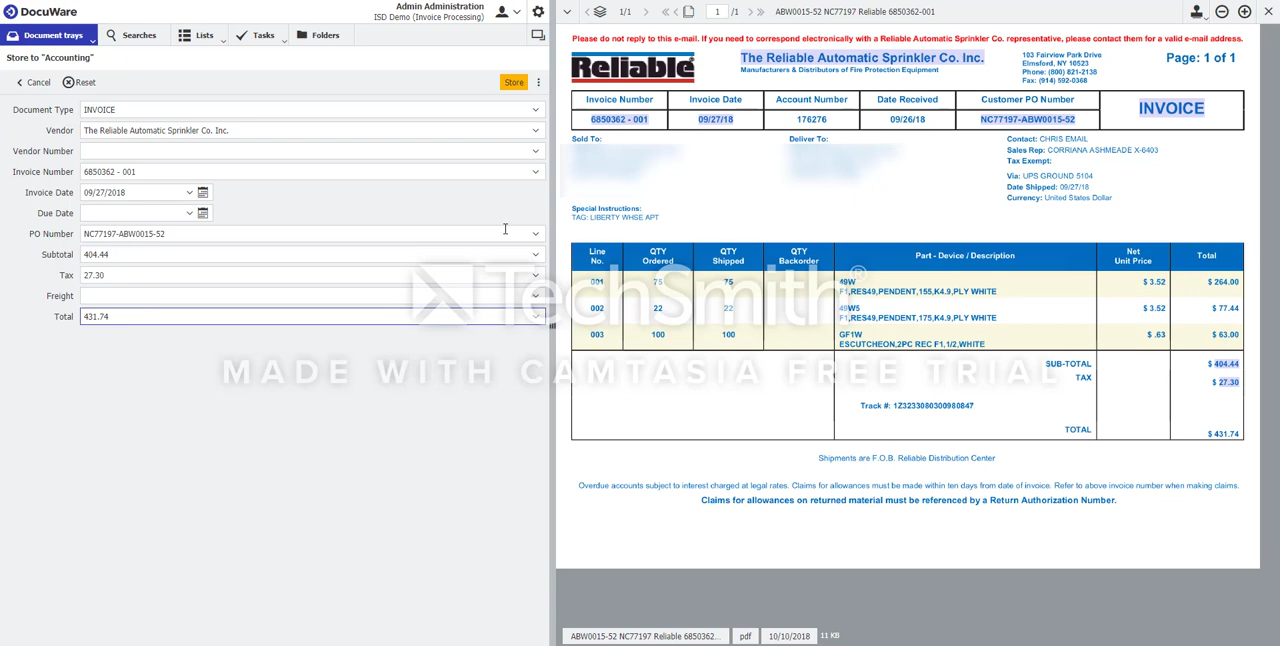 DocuWare
Admin Administration
ISD Demo (Invoice Processing)
Document trays
Searches
Lists
Tasks
Folders
Store to "Accounting"
Cancel
Reset
Store
Document Type INVOICE
Vendor The Reliable Automatic Sprinkler Co. Inc.
Vendor Number
Invoice Number 6850362 - 001
Invoice Date 09/27/2018
Due Date
PO Number NC77197-ABW0015-52
Subtotal 404.44
Tax 27.30
Freight
Total 431.74
1/1
1 /1
ABW0015-52 NC77197 Reliable 6850362-001
Please do not reply to this e-mail. If you need to correspond electronically with a Reliable Automatic Sprinkler Co. representative, please contact them for a valid e-mail address.
Reliable
The Reliable Automatic Sprinkler Co. Inc.
Manufacturers & Distributors of Fire Protection Equipment
103 Fairview Park Drive
Elmsford, NY 10523
Phone: (800) 821-2138
Fax: (914) 592-0368
Page: 1 of 1
Invoice Number Invoice Date Account Number Date Received Customer PO Number
6850362 - 001 09/27/18 176276 09/26/18 NC77197-ABW0015-52
INVOICE
Sold To:
Deliver To:
Contact: CHRIS EMAIL
Sales Rep: CORRIANA ASHMEADE X-6403
Tax Exempt:
Via: UPS GROUND 5104
Date Shipped: 09/27/18
Currency: United States Dollar
Special Instructions:
TAG: LIBERTY WHSE APT
Line No. QTY Ordered QTY Shipped QTY Backorder Part - Device / Description Net Unit Price Total
001 75 75 49W $ 3.52 $ 264.00
F1,RES49,PENDENT,155,K4.9,PLY WHITE
002 22 22 49W5 $ 3.52 $ 77.44
F1,RES49,PENDENT,175,K4.9,PLY WHITE
003 100 100 GF1W $ .63 $ 63.00
ESCUTCHEON,2PC REC F1,1/2,WHITE
SUB-TOTAL $ 404.44
TAX $ 27.30
Track #: 1Z3233080300980847
TOTAL $ 431.74
Shipments are F.O.B. Reliable Distribution Center
Overdue accounts subject to interest charged at legal rates. Claims for allowances must be made within ten days from date of invoice. Refer to above invoice number when making claims.
Claims for allowances on returned material must be referenced by a Return Authorization Number.
TechSmith®
MADE WITH CAMTASIA FREE TRIAL
ABW0015-52 NC77197 Reliable 6850362...
pdf
10/10/2018
11 KB